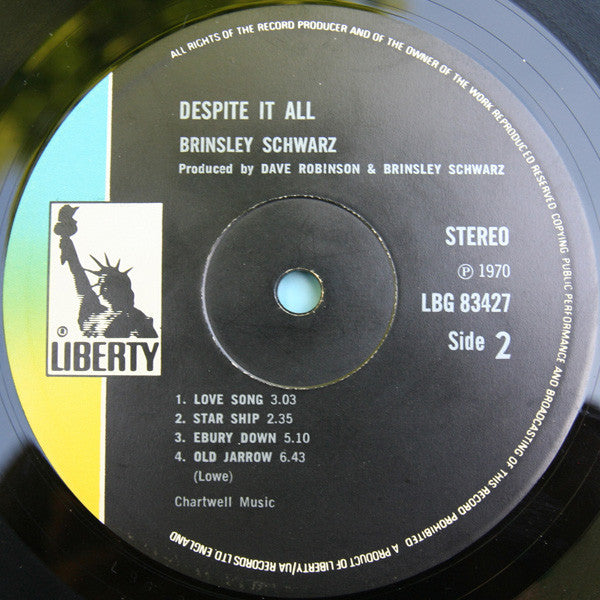 ALL RIGHTS OF THE RECORD PRODUCER AND OF THE OWNER OF THE WORK REPRODUCED RESERVED COPYING PUBLIC PERFORMANCE AND BROADCASTING OF THIS RECORD PROHIBITED A PRODUCT OF LIBERTY/UA RECORDS LTD ENGLAND
DESPITE IT ALL
BRINSLEY SCHWARZ
Produced by DAVE ROBINSON & BRINSLEY SCHWARZ
STEREO
℗ 1970
LBG 83427
Side 2
®
LIBERTY
1. LOVE SONG 3.03
2. STAR SHIP 2.35
3. EBURY DOWN 5.10
4. OLD JARROW 6.43
(Lowe)
Chartwell Music